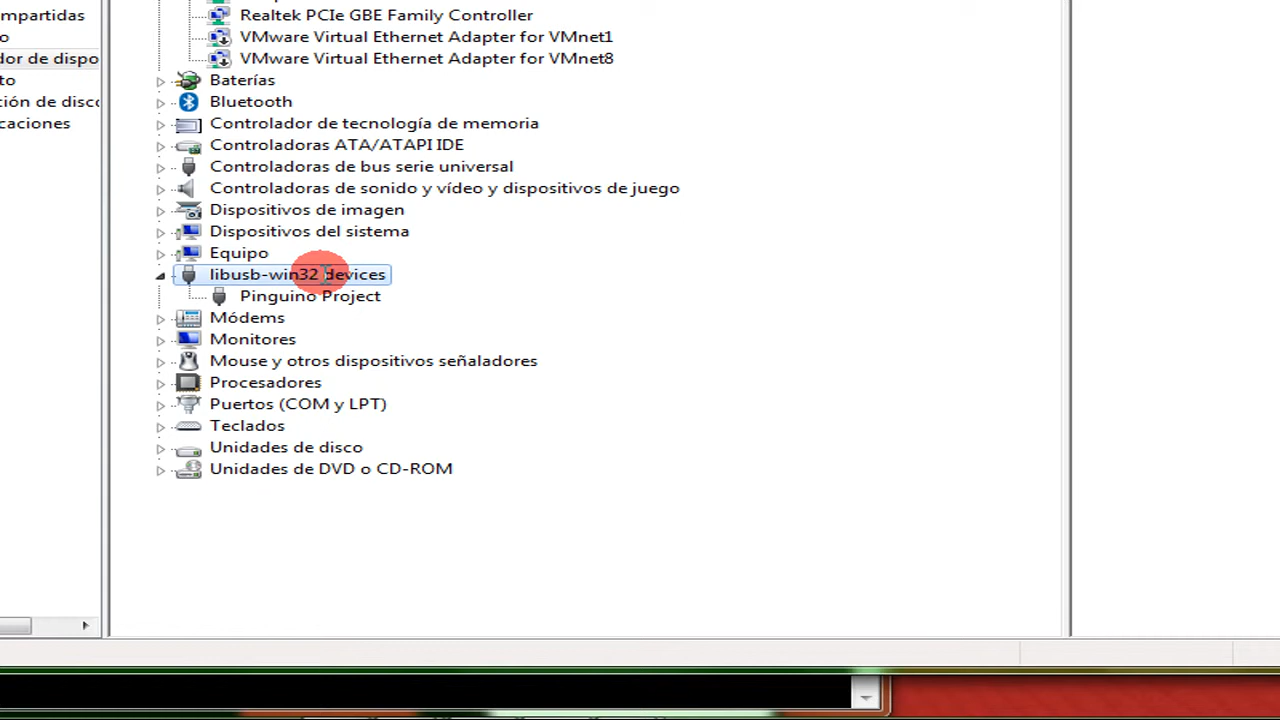 mpartidas
Realtek PCIe GBE Family Controller
o
VMware Virtual Ethernet Adapter for VMnet1
dor de dispo
VMware Virtual Ethernet Adapter for VMnet8
to
Baterías
ción de disco
Bluetooth
caciones
Controlador de tecnología de memoria
Controladoras ATA/ATAPI IDE
Controladoras de bus serie universal
Controladoras de sonido y vídeo y dispositivos de juego
Dispositivos de imagen
Dispositivos del sistema
Equipo
libusb-win32 devices
Pinguino Project
Módems
Monitores
Mouse y otros dispositivos señaladores
Procesadores
Puertos (COM y LPT)
Teclados
Unidades de disco
Unidades de DVD o CD-ROM